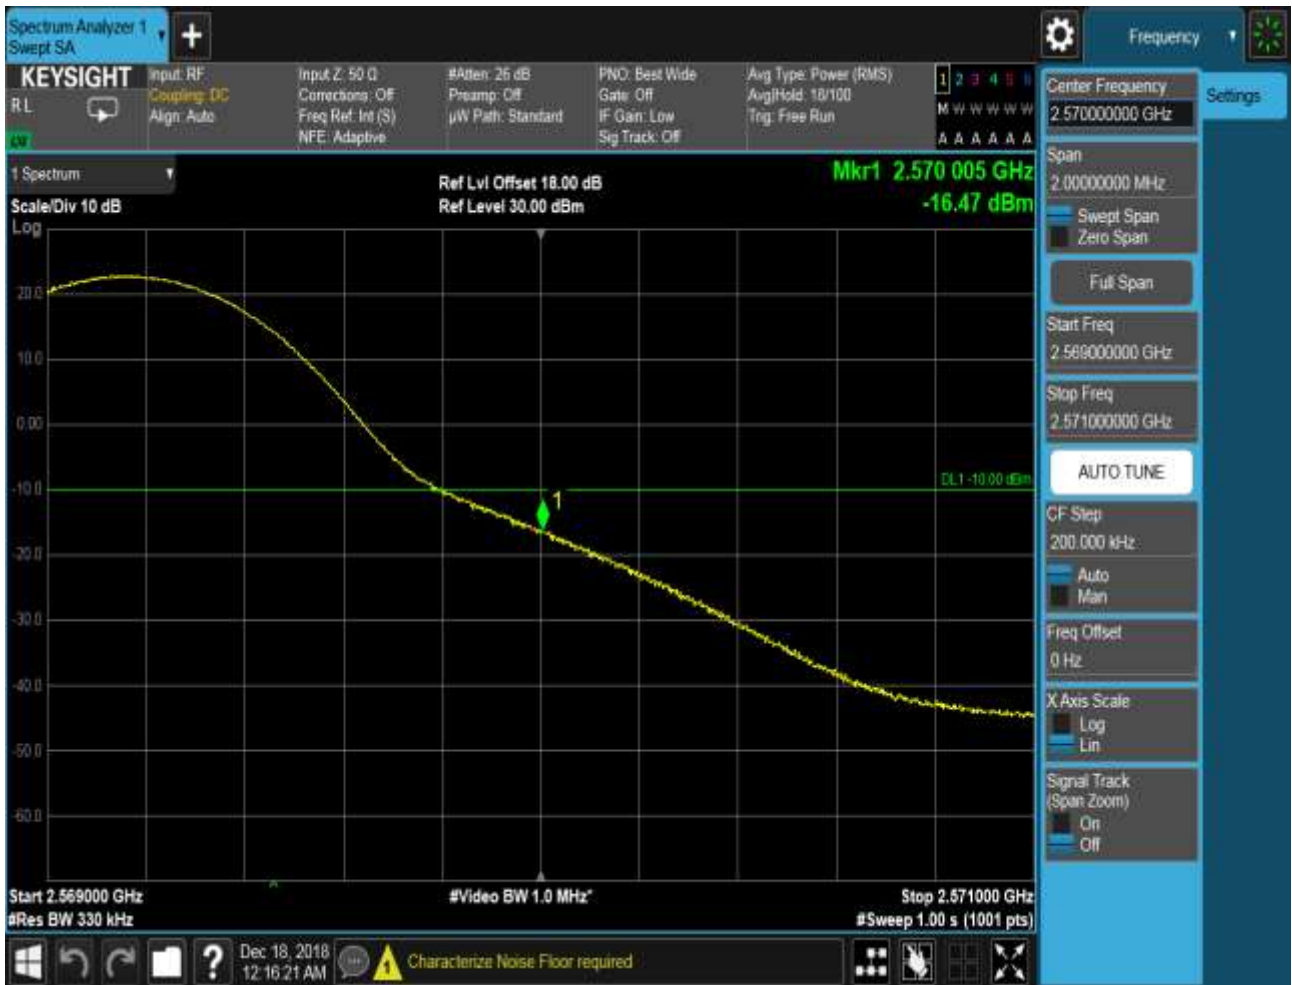 Spectrum Analyzer 1
Swept SA
+
Frequency
KEYSIGHT
Input: RF
Input Z: 50 Ω
#Atten: 26 dB
PNO: Best Wide
Avg Type: Power (RMS)
1 2 3 4 5 6
R L
Coupling: DC
Corrections: Off
Preamp: Off
Gate: Off
Avg|Hold: 18/100
M W W W W W
Align: Auto
Freq Ref: Int (S)
µW Path: Standard
IF Gain: Low
Trig: Free Run
NFE: Adaptive
Sig Track: Off
A A A A A A
1 Spectrum
Ref Lvl Offset 18.00 dB
Mkr1 2.570 005 GHz
Scale/Div 10 dB
Ref Level 30.00 dBm
-16.47 dBm
Log
20.0
10.0
0.00
-10.0
-20.0
-30.0
-40.0
-50.0
-60.0
DL1 -10.00 dBm
1
Start 2.569000 GHz
#Video BW 1.0 MHz*
Stop 2.571000 GHz
#Res BW 330 kHz
#Sweep 1.00 s (1001 pts)
Center Frequency
2.570000000 GHz
Settings
Span
2.00000000 MHz
Swept Span
Zero Span
Full Span
Start Freq
2.569000000 GHz
Stop Freq
2.571000000 GHz
AUTO TUNE
CF Step
200.000 kHz
Auto
Man
Freq Offset
0 Hz
X Axis Scale
Log
Lin
Signal Track
(Span Zoom)
On
Off
?
Dec 18, 2018
12:16:21 AM
1
Characterize Noise Floor required